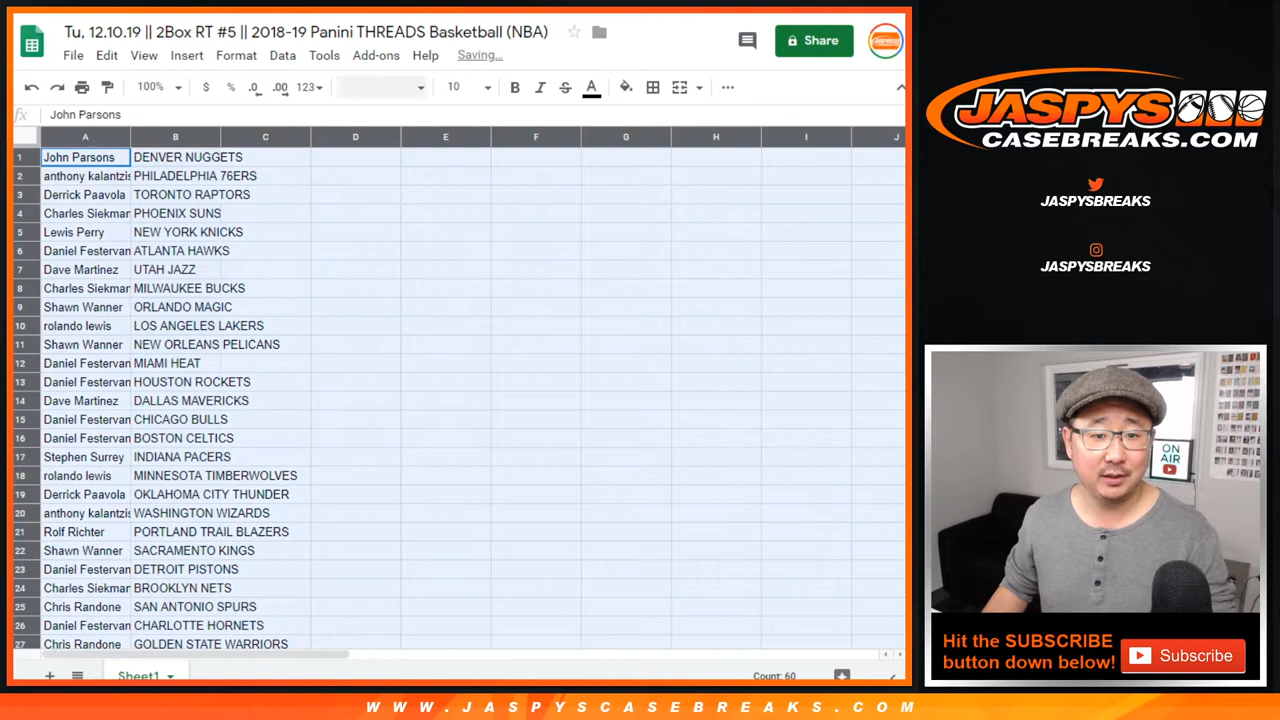 Tu, 12.10.19 || 2Box RT #5 || 2018-19 Panini THREADS Basketball (NBA)
File Edit View Insert Format Data Tools Add-ons Help Saving...
Share
100% $ % .0 .00 123 10 B I S A
fx John Parsons
A B C D E F G H I J
1 John Parsons DENVER NUGGETS
2 anthony kalantzis PHILADELPHIA 76ERS
3 Derrick Paavola TORONTO RAPTORS
4 Charles Siekman PHOENIX SUNS
5 Lewis Perry NEW YORK KNICKS
6 Daniel Festervan ATLANTA HAWKS
7 Dave Martinez UTAH JAZZ
8 Charles Siekman MILWAUKEE BUCKS
9 Shawn Wanner ORLANDO MAGIC
10 rolando lewis LOS ANGELES LAKERS
11 Shawn Wanner NEW ORLEANS PELICANS
12 Daniel Festervan MIAMI HEAT
13 Daniel Festervan HOUSTON ROCKETS
14 Dave Martinez DALLAS MAVERICKS
15 Daniel Festervan CHICAGO BULLS
16 Daniel Festervan BOSTON CELTICS
17 Stephen Surrey INDIANA PACERS
18 rolando lewis MINNESOTA TIMBERWOLVES
19 Derrick Paavola OKLAHOMA CITY THUNDER
20 anthony kalantzis WASHINGTON WIZARDS
21 Rolf Richter PORTLAND TRAIL BLAZERS
22 Shawn Wanner SACRAMENTO KINGS
23 Daniel Festervan DETROIT PISTONS
24 Charles Siekman BROOKLYN NETS
25 Chris Randone SAN ANTONIO SPURS
26 Daniel Festervan CHARLOTTE HORNETS
27 Chris Randone GOLDEN STATE WARRIORS
Sheet1
Count: 60
JASPYS
CASEBREAKS.COM
JASPYSBREAKS
JASPYSBREAKS
ON
AIR
Hit the SUBSCRIBE
button down below!
Subscribe
WWW.JASPYSCASEBREAKS.COM